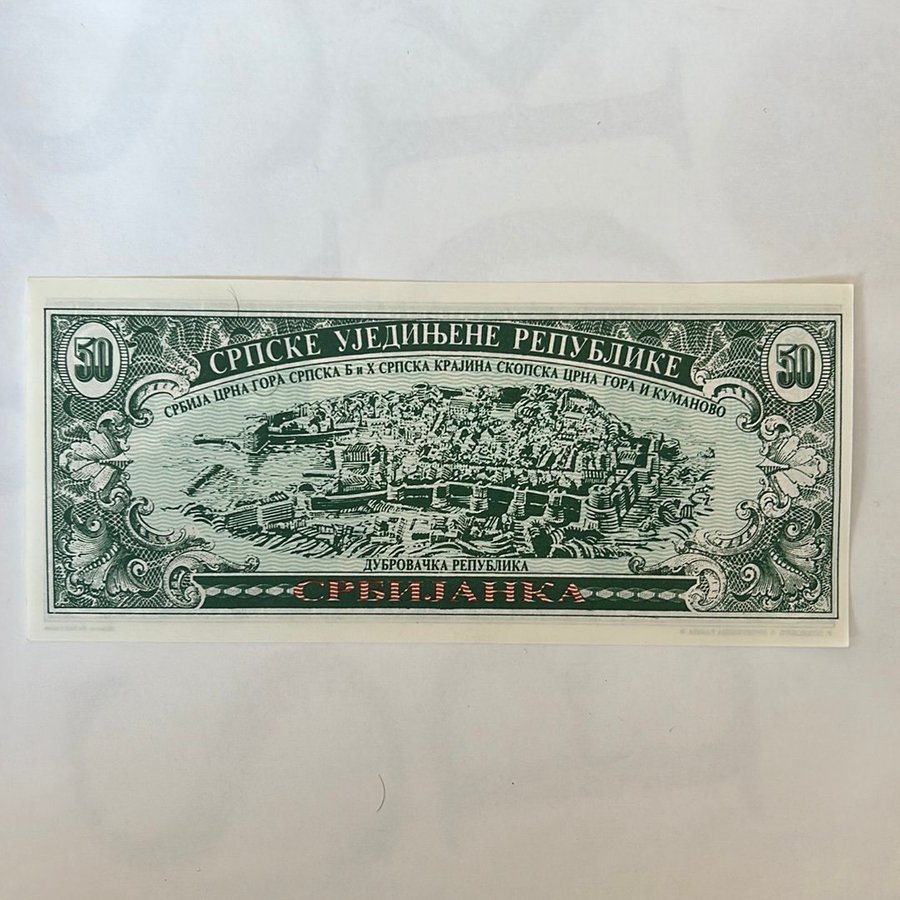 50 СРПСКЕ УЈЕДИЊЕНЕ РЕПУБЛИКЕ 50
СРБИЈА ЦРНА ГОРА СРПСКА Б и Х СРПСКА КРАЈИНА СКОПСКА ЦРНА ГОРА И КУМАНОВО
ДУБРОВАЧКА РЕПУБЛИКА
СРБИЈАНКА